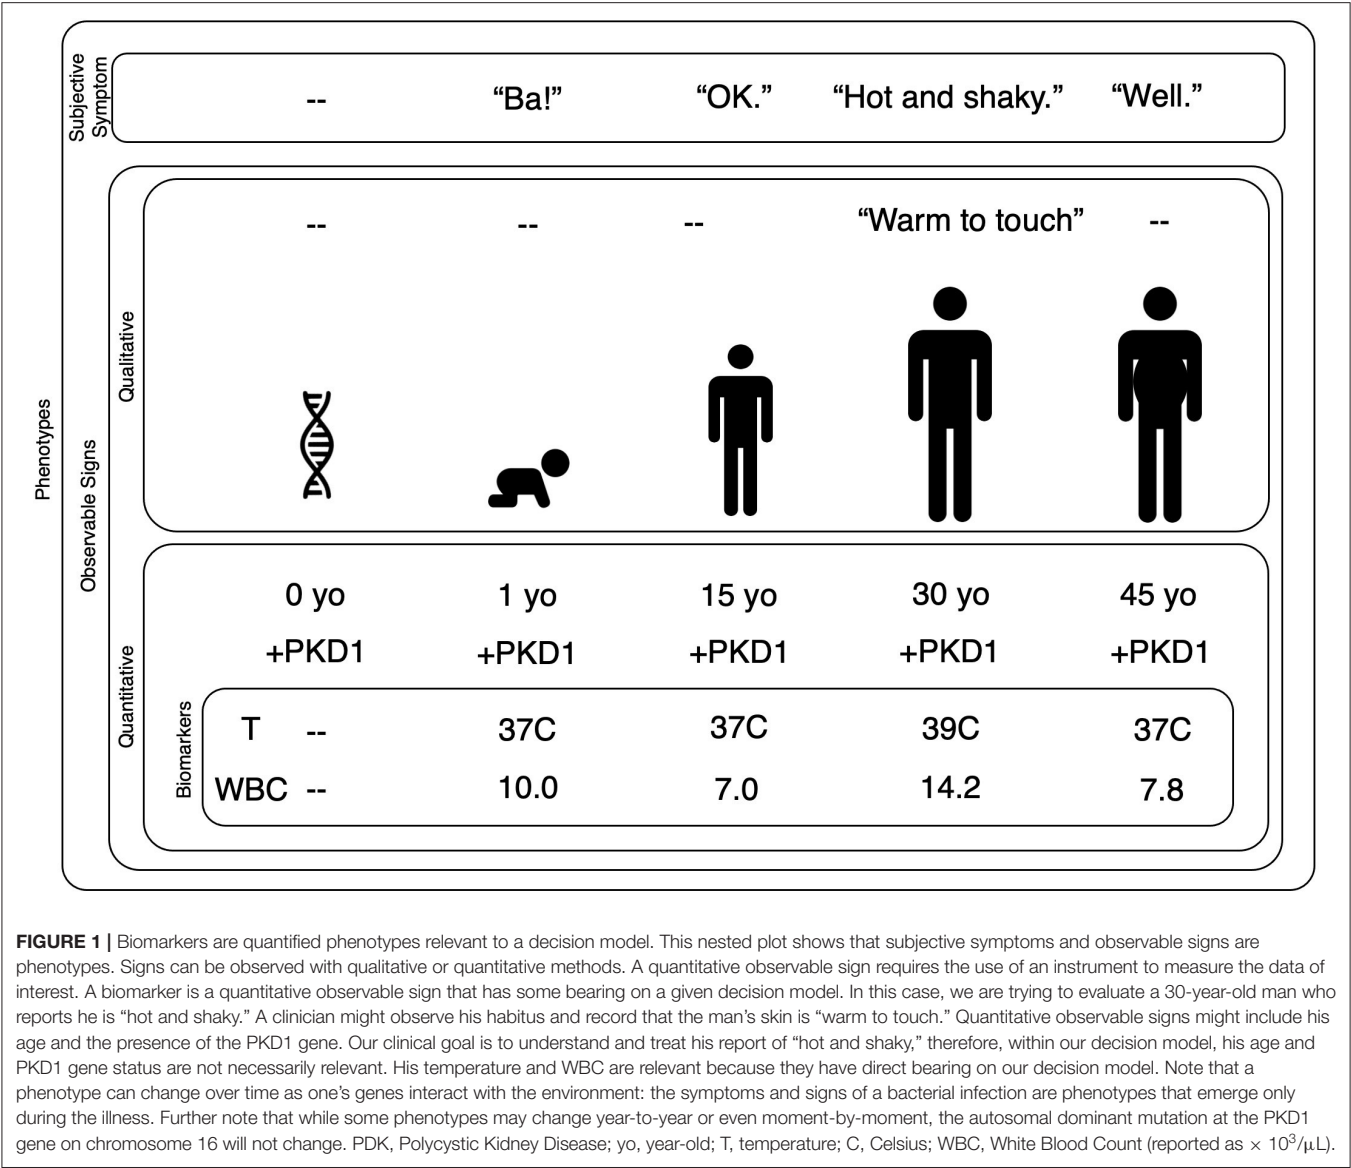 Subjective
Symptom
-- “Ba!” “OK.” “Hot and shaky.” “Well.”
Phenotypes
Observable Signs
Qualitative
-- -- -- “Warm to touch” --
Quantitative
0 yo 1 yo 15 yo 30 yo 45 yo
+PKD1 +PKD1 +PKD1 +PKD1 +PKD1
Biomarkers
T -- 37C 37C 39C 37C
WBC -- 10.0 7.0 14.2 7.8
FIGURE 1 | Biomarkers are quantified phenotypes relevant to a decision model. This nested plot shows that subjective symptoms and observable signs are
phenotypes. Signs can be observed with qualitative or quantitative methods. A quantitative observable sign requires the use of an instrument to measure the data of
interest. A biomarker is a quantitative observable sign that has some bearing on a given decision model. In this case, we are trying to evaluate a 30-year-old man who
reports he is “hot and shaky.” A clinician might observe his habitus and record that the man’s skin is “warm to touch.” Quantitative observable signs might include his
age and the presence of the PKD1 gene. Our clinical goal is to understand and treat his report of “hot and shaky,” therefore, within our decision model, his age and
PKD1 gene status are not necessarily relevant. His temperature and WBC are relevant because they have direct bearing on our decision model. Note that a
phenotype can change over time as one’s genes interact with the environment: the symptoms and signs of a bacterial infection are phenotypes that emerge only
during the illness. Further note that while some phenotypes may change year-to-year or even moment-by-moment, the autosomal dominant mutation at the PKD1
gene on chromosome 16 will not change. PDK, Polycystic Kidney Disease; yo, year-old; T, temperature; C, Celsius; WBC, White Blood Count (reported as × 10³/μL).